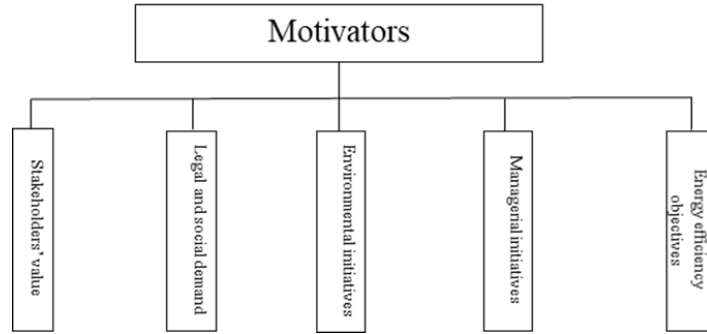 Motivators
Stakeholders' value
Legal and social demand
Environmental initiatives
Managerial initiatives
Energy efficiency
objectives